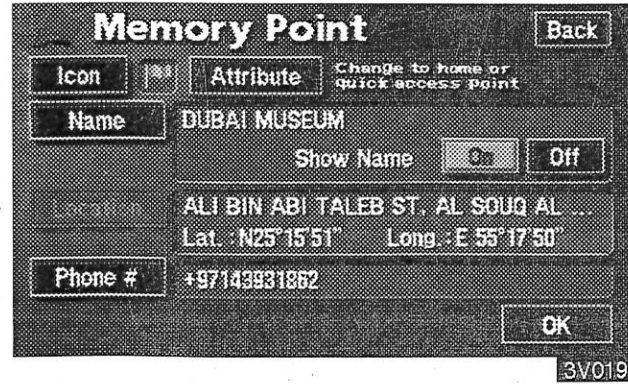 Memory Point
Back
Icon
Attribute
Change to home or
quick access point
Name
DUBAI MUSEUM
Show Name
On
Off
Location
ALI BIN ABI TALEB ST, AL SOUQ AL ...
Lat. :N25°15'51" Long.:E 55°17'50"
Phone #
+97143931862
OK
3V019